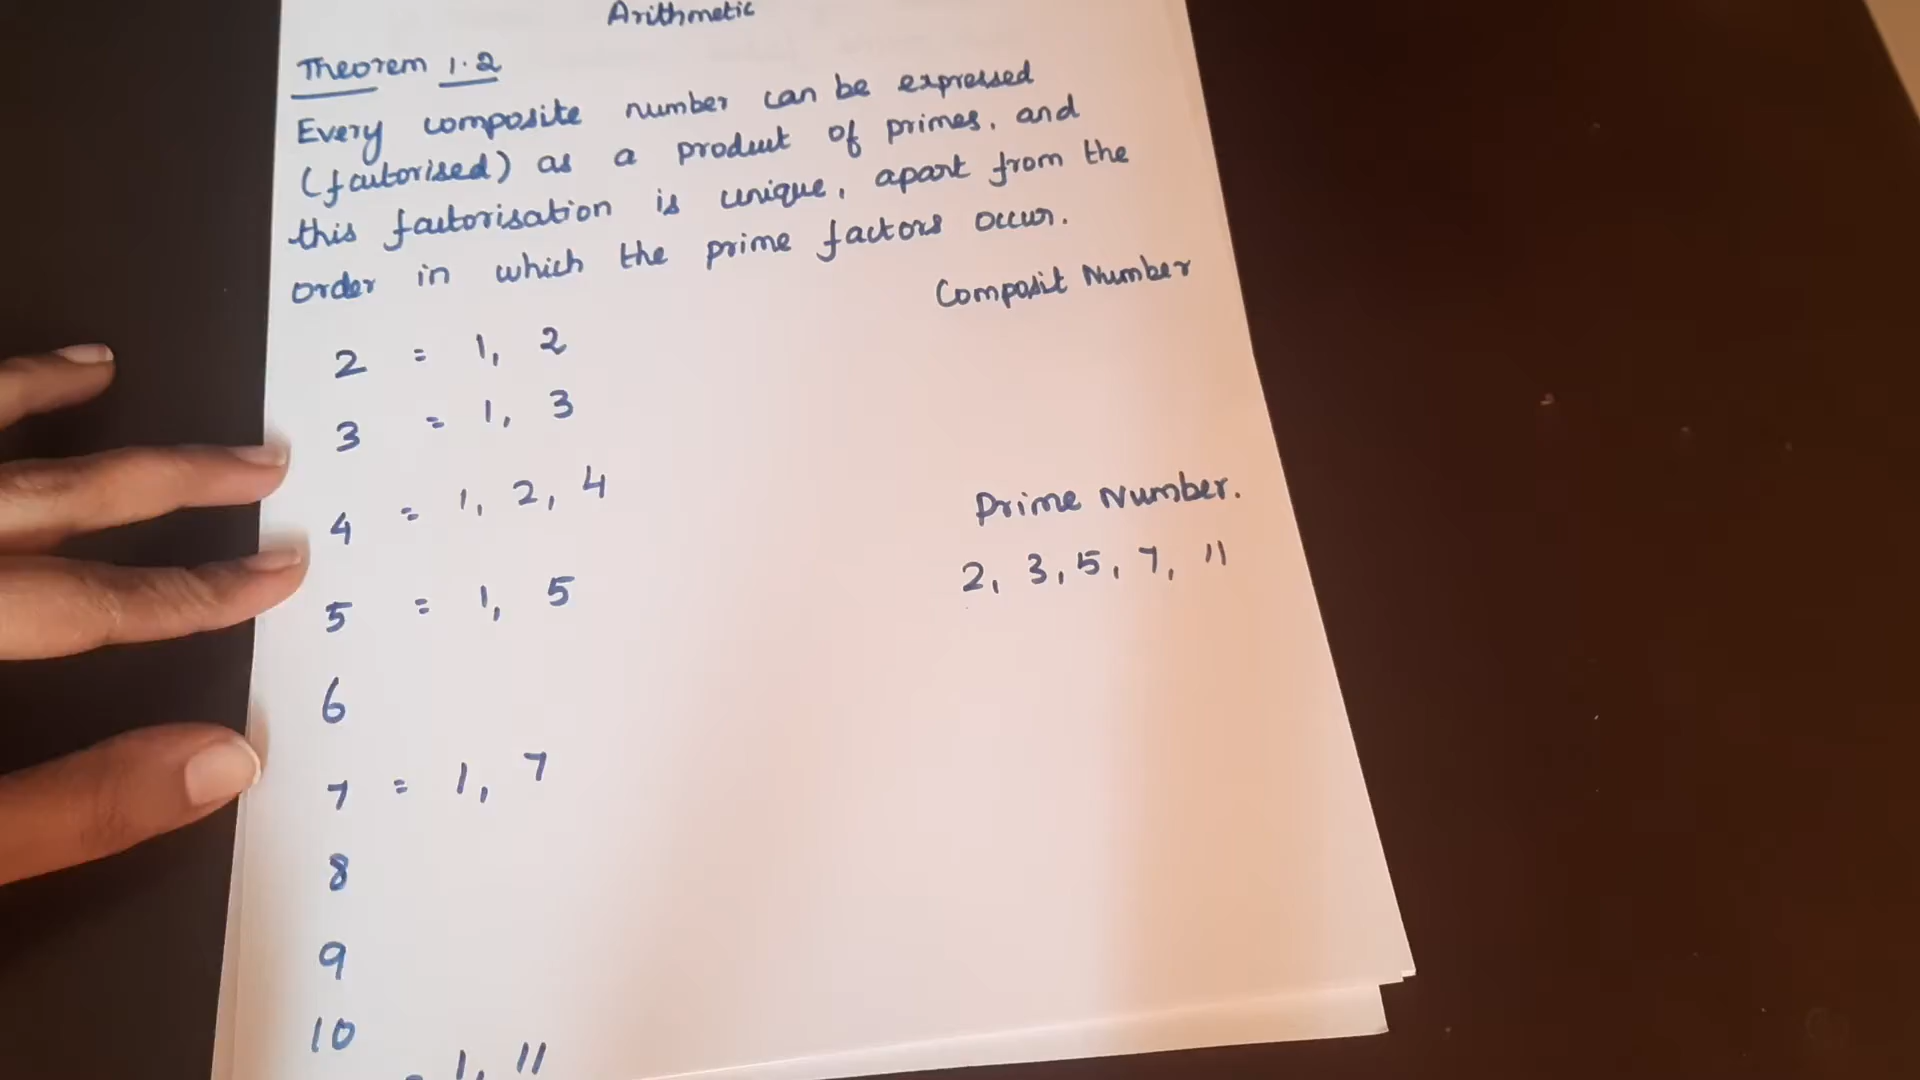 Arithmetic
Theorem 1.2
Every composite number can be expressed
(factorised) as a product of primes, and
this factorisation is unique, apart from the
order in which the prime factors occur.
Composit Number
2 = 1, 2
3 = 1, 3
4 = 1, 2, 4
Prime Number.
2, 3, 5, 7, 11
5 = 1, 5
6
7 = 1, 7
8
9
10
= 1, 11